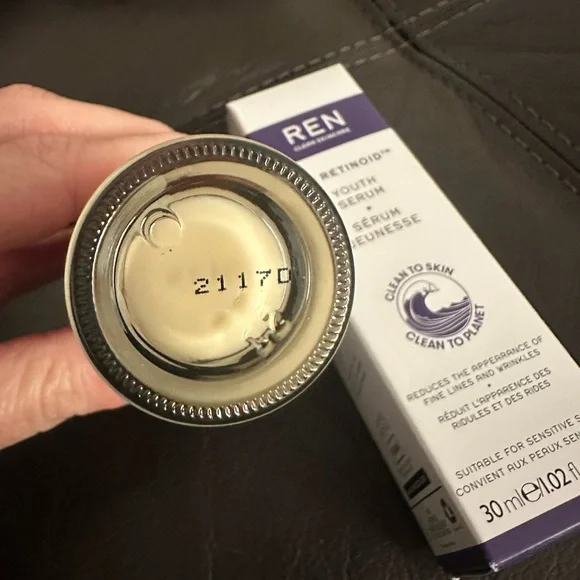 REN
CLEAN SKINCARE
RETINOID™
YOUTH
SERUM
•
SÉRUM
JEUNESSE
CLEAN TO SKIN
CLEAN TO PLANET
REDUCES THE APPEARANCE OF
FINE LINES AND WRINKLES
•
RÉDUIT L'APPARENCE DES
RIDULES ET DES RIDES
SUITABLE FOR SENSITIVE
CONVIENT AUX PEAUX
30 ml℮/1.02 fl
21170